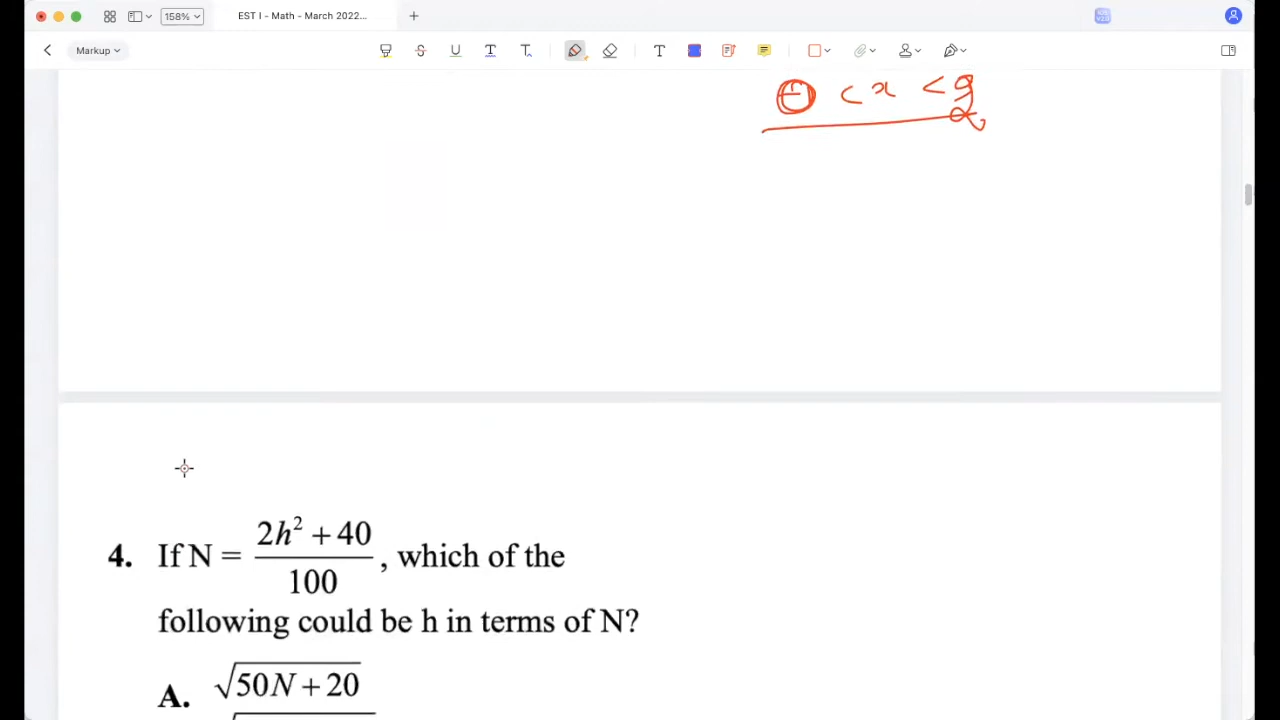 158%
EST I - Math - March 2022...
Markup
< x < 9
2
4. If N = 2h² + 40 / 100 , which of the
following could be h in terms of N?
A. √50N + 20